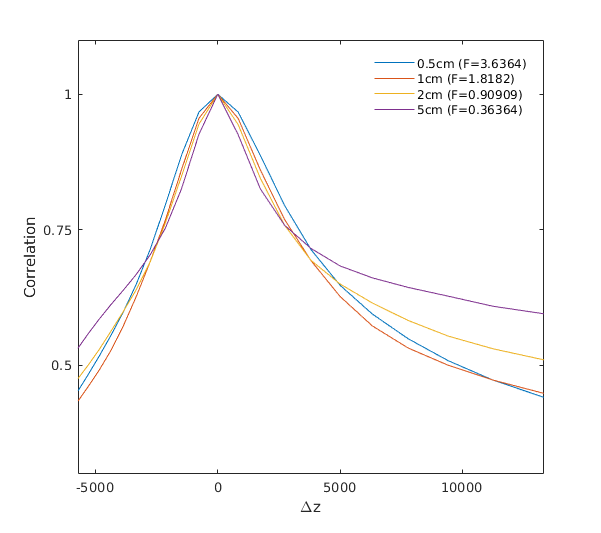 0.5cm (F=3.6364)
1cm (F=1.8182)
2cm (F=0.90909)
5cm (F=0.36364)
1
0.75
0.5
Correlation
-5000 0 5000 10000
Δz